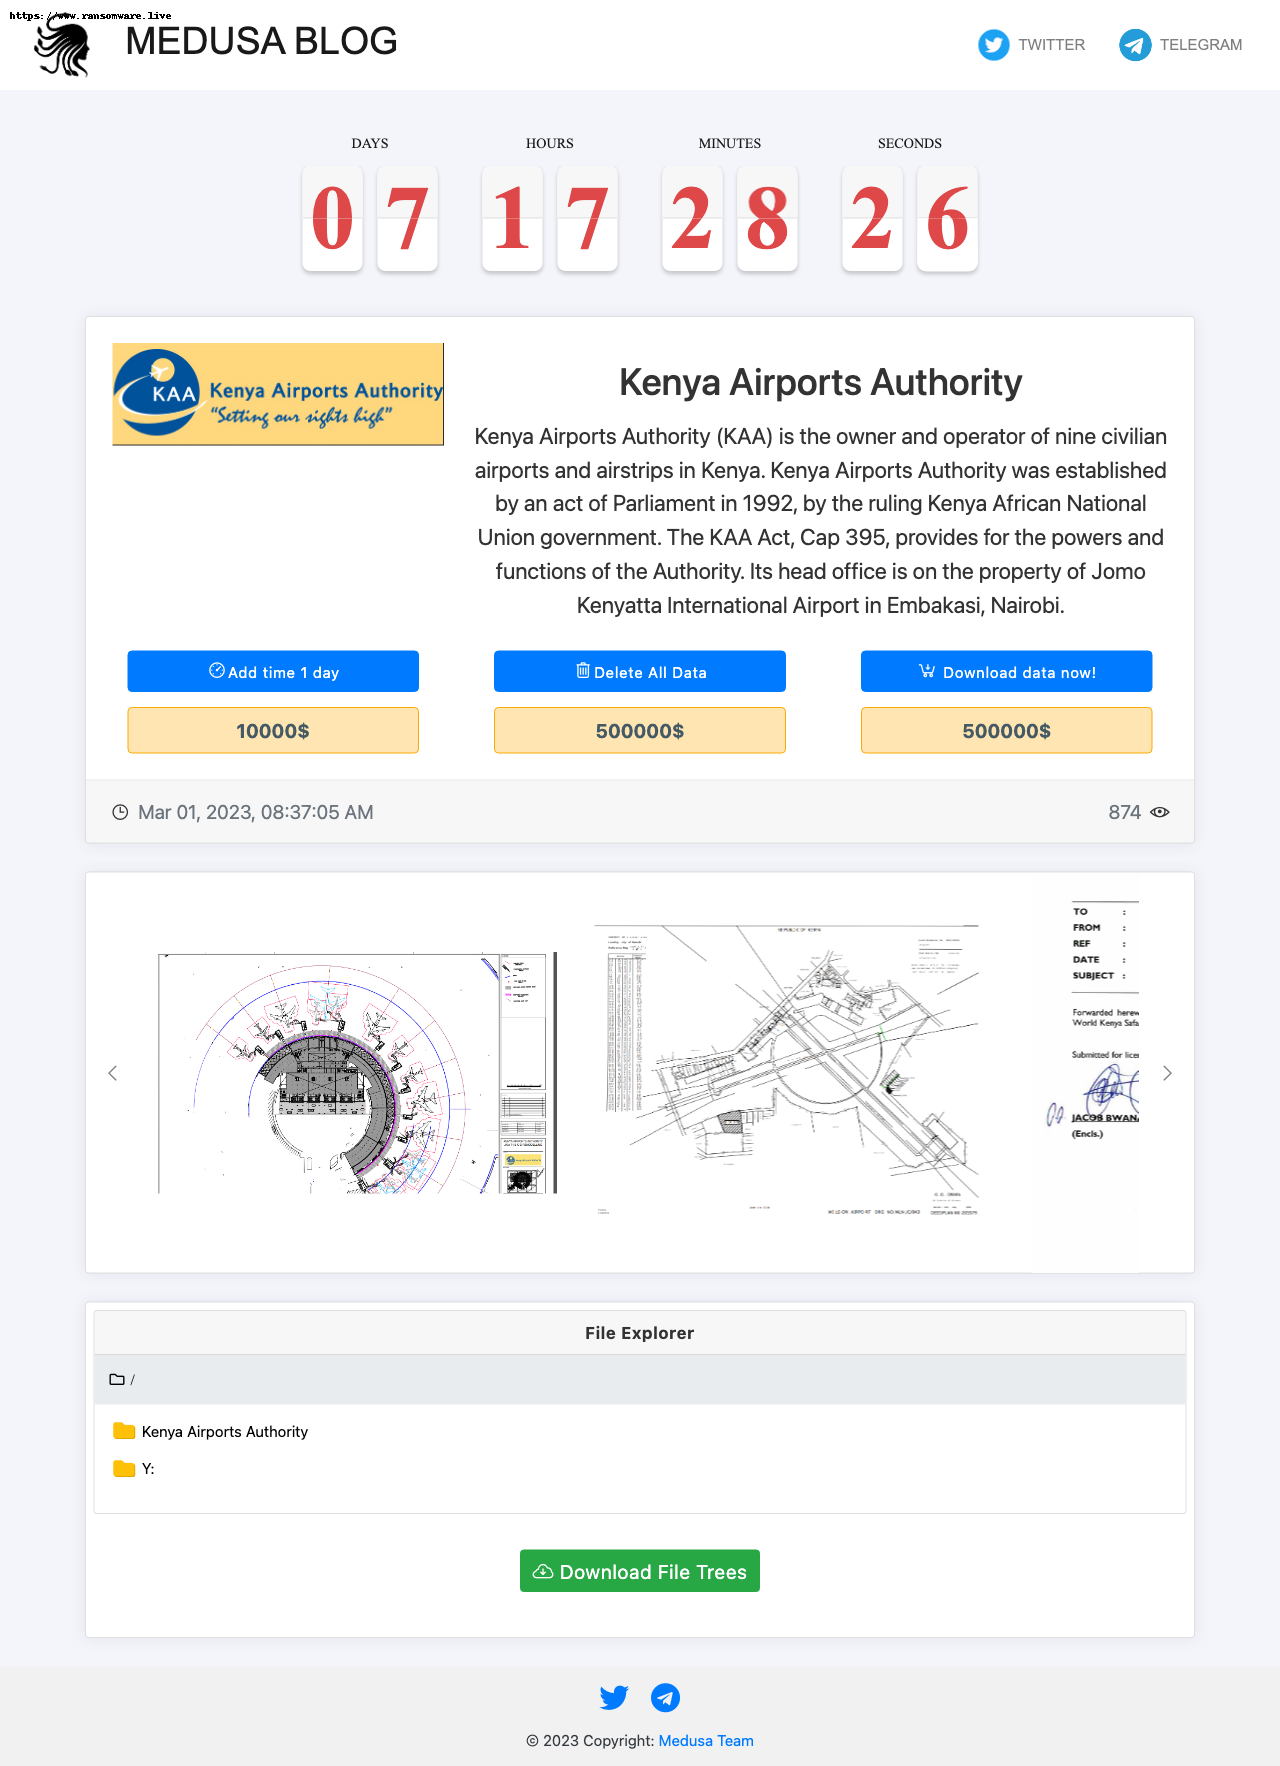 https://www.ransomware.live
MEDUSA BLOG
TWITTER
TELEGRAM
DAYS
HOURS
MINUTES
SECONDS
07 17 28 26
KAA
Kenya Airports Authority
"Setting our sights high"
Kenya Airports Authority
Kenya Airports Authority (KAA) is the owner and operator of nine civilian
airports and airstrips in Kenya. Kenya Airports Authority was established
by an act of Parliament in 1992, by the ruling Kenya African National
Union government. The KAA Act, Cap 395, provides for the powers and
functions of the Authority. Its head office is on the property of Jomo
Kenyatta International Airport in Embakasi, Nairobi.
Add time 1 day
Delete All Data
Download data now!
10000$
500000$
500000$
Mar 01, 2023, 08:37:05 AM
874
REPUBLIC OF KENYA
TO :
FROM :
REF :
DATE :
SUBJECT :
Forwarded herew
World Kenya Safa
Submitted for licen
JACOB BWAN
(Encls.)
File Explorer
/
Kenya Airports Authority
Y:
Download File Trees
© 2023 Copyright: Medusa Team